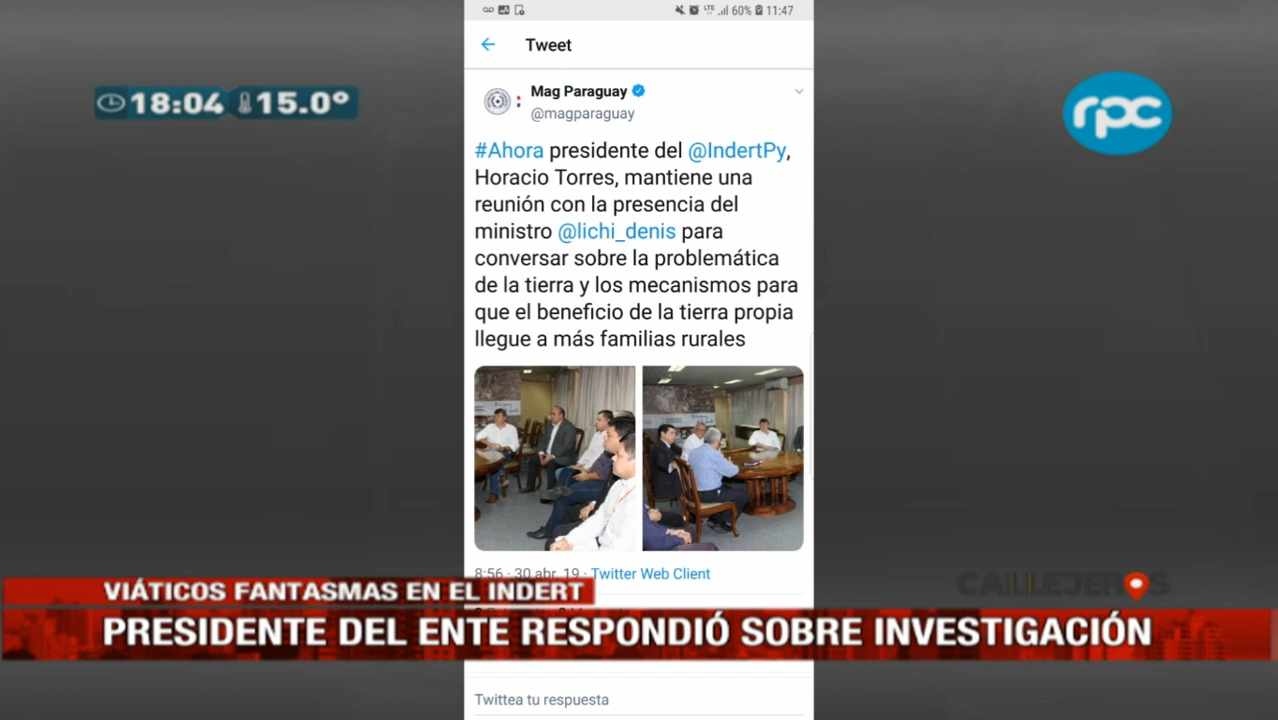 60% 11:47
Tweet
18:04 15.0°
rpc
Mag Paraguay
@magparaguay
#Ahora presidente del @IndertPy,
Horacio Torres, mantiene una
reunión con la presencia del
ministro @lichi_denis para
conversar sobre la problemática
de la tierra y los mecanismos para
que el beneficio de la tierra propia
llegue a más familias rurales
8:56 · 30 abr. 19 · Twitter Web Client
CALLEJEROS
VIÁTICOS FANTASMAS EN EL INDERT
PRESIDENTE DEL ENTE RESPONDIÓ SOBRE INVESTIGACIÓN
Twittea tu respuesta